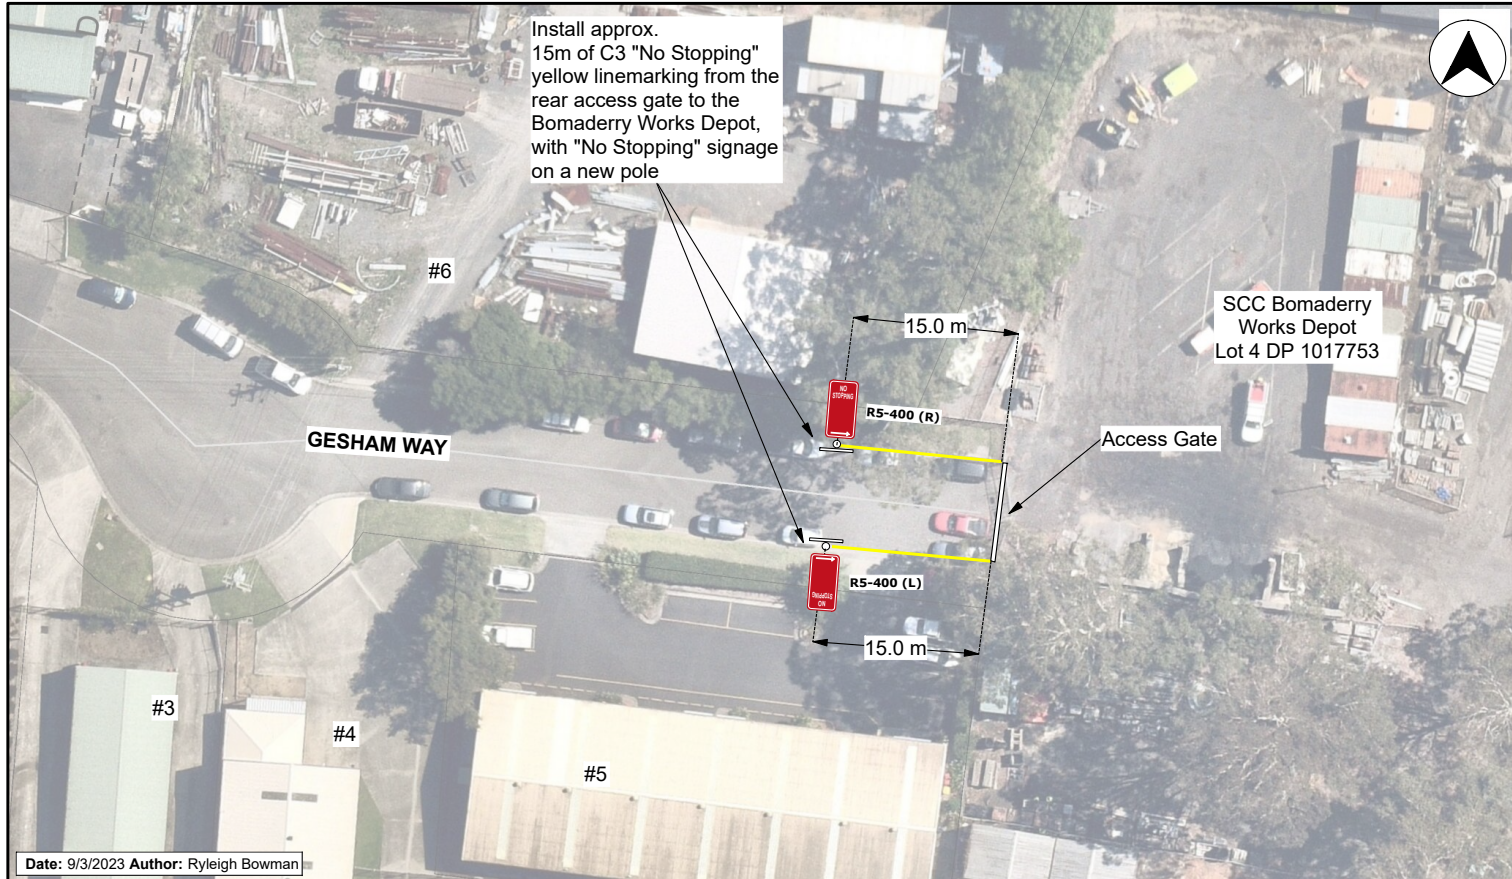 Install approx.
15m of C3 "No Stopping"
yellow linemarking from the
rear access gate to the
Bomaderry Works Depot,
with "No Stopping" signage
on a new pole
#6
15.0 m
SCC Bomaderry
Works Depot
Lot 4 DP 1017753
NO
STOPPING
R5-400 (R)
GESHAM WAY
Access Gate
R5-400 (L)
NO
STOPPING
15.0 m
#3
#4
#5
Date: 9/3/2023 Author: Ryleigh Bowman